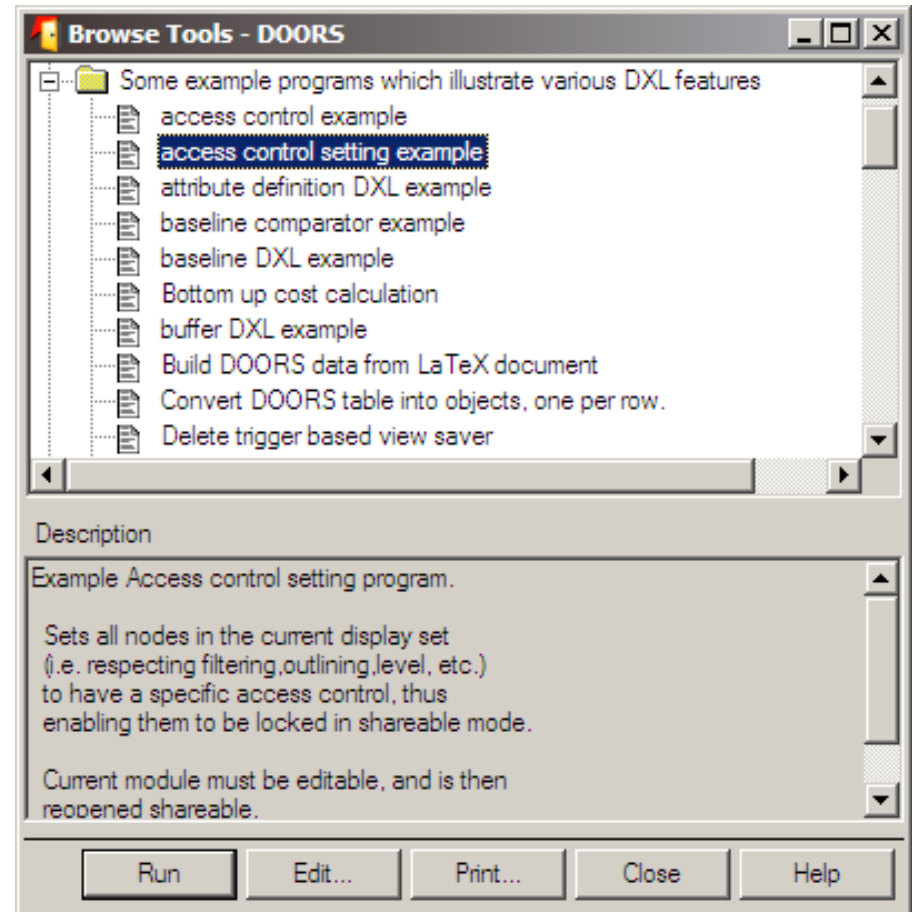 Browse Tools - DOORS
Some example programs which illustrate various DXL features
access control example
access control setting example
attribute definition DXL example
baseline comparator example
baseline DXL example
Bottom up cost calculation
buffer DXL example
Build DOORS data from LaTeX document
Convert DOORS table into objects, one per row.
Delete trigger based view saver
Description
Example Access control setting program.
Sets all nodes in the current display set
(i.e. respecting filtering,outlining,level, etc.)
to have a specific access control, thus
enabling them to be locked in shareable mode.
Current module must be editable, and is then
reopened shareable.
Run Edit... Print... Close Help